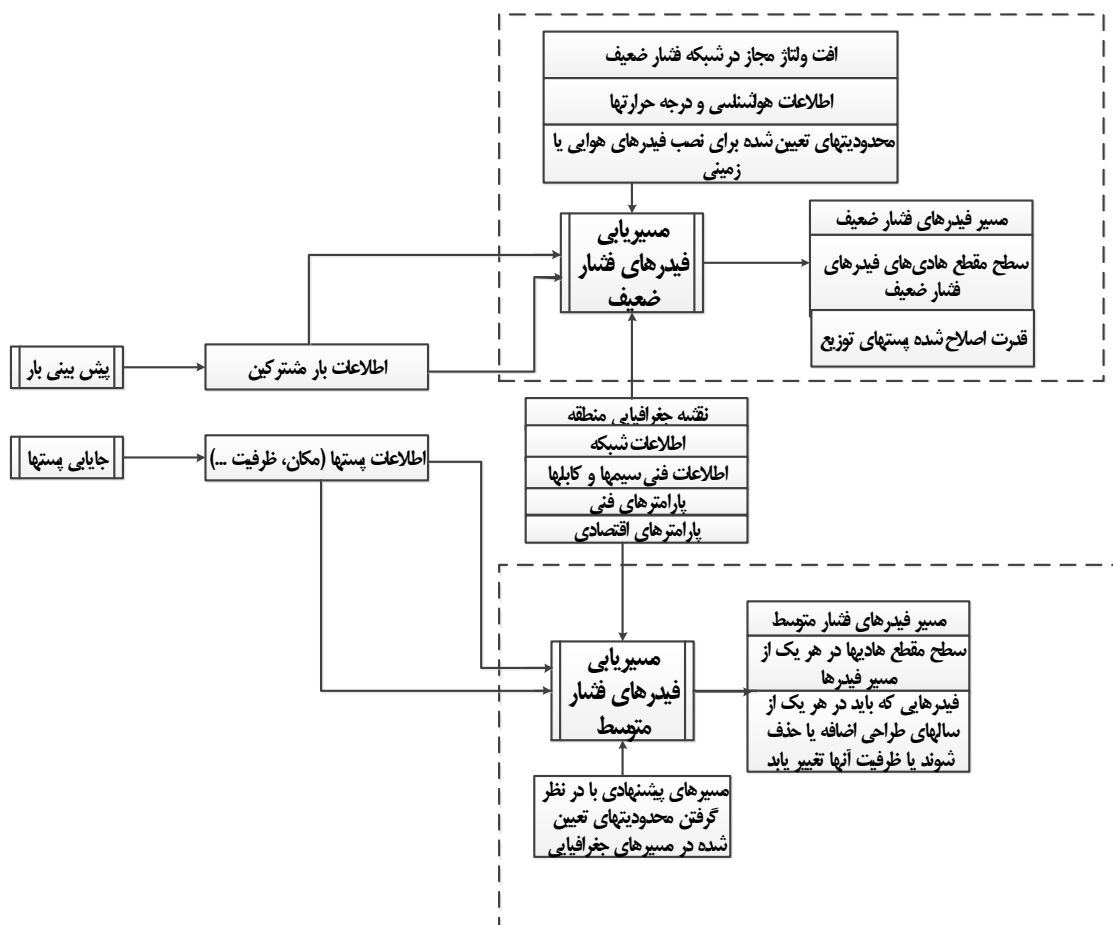 افت ولتاژ مجاز در شبکه فشار ضعیف
اطلاعات هواشناسی و درجه حرارتها
محدودیتهای تعیین شده برای نصب فیدرهای هوایی یا
زمینی
مسیریابی
فیدرهای فشار
ضعیف
مسیر فیدرهای فشار ضعیف
سطح مقطع هادی‌های فیدرهای
فشار ضعیف
قدرت اصلاح شده پستهای توزیع
پیش بینی بار
اطلاعات بار مشترکین
جایابی پستها
اطلاعات پستها (مکان، ظرفیت ...)
نقشه جغرافیایی منطقه
اطلاعات شبکه
اطلاعات فنی سیمها و کابلها
پارامترهای فنی
پارامترهای اقتصادی
مسیریابی
فیدرهای فشار
متوسط
مسیر فیدرهای فشار متوسط
سطح مقطع هادیها در هر یک از
مسیر فیدرها
فیدرهایی که باید در هر یک از
سالهای طراحی اضافه یا حذف
شوند یا ظرفیت آنها تغییر یابد
مسیرهای پیشنهادی با در نظر
گرفتن محدودیتهای تعیین
شده در مسیرهای جغرافیایی